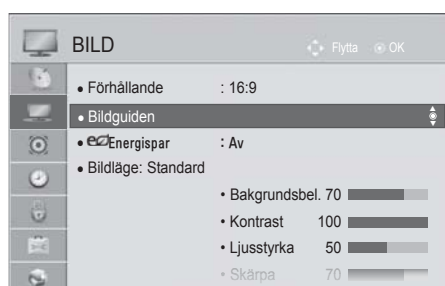 BILD Flytta OK
• Förhållande : 16:9
• Bildguiden
• eco Energispar : Av
• Bildläge: Standard
• Bakgrundsbel. 70
• Kontrast 100
• Ljusstyrka 50
• Skärpa 70